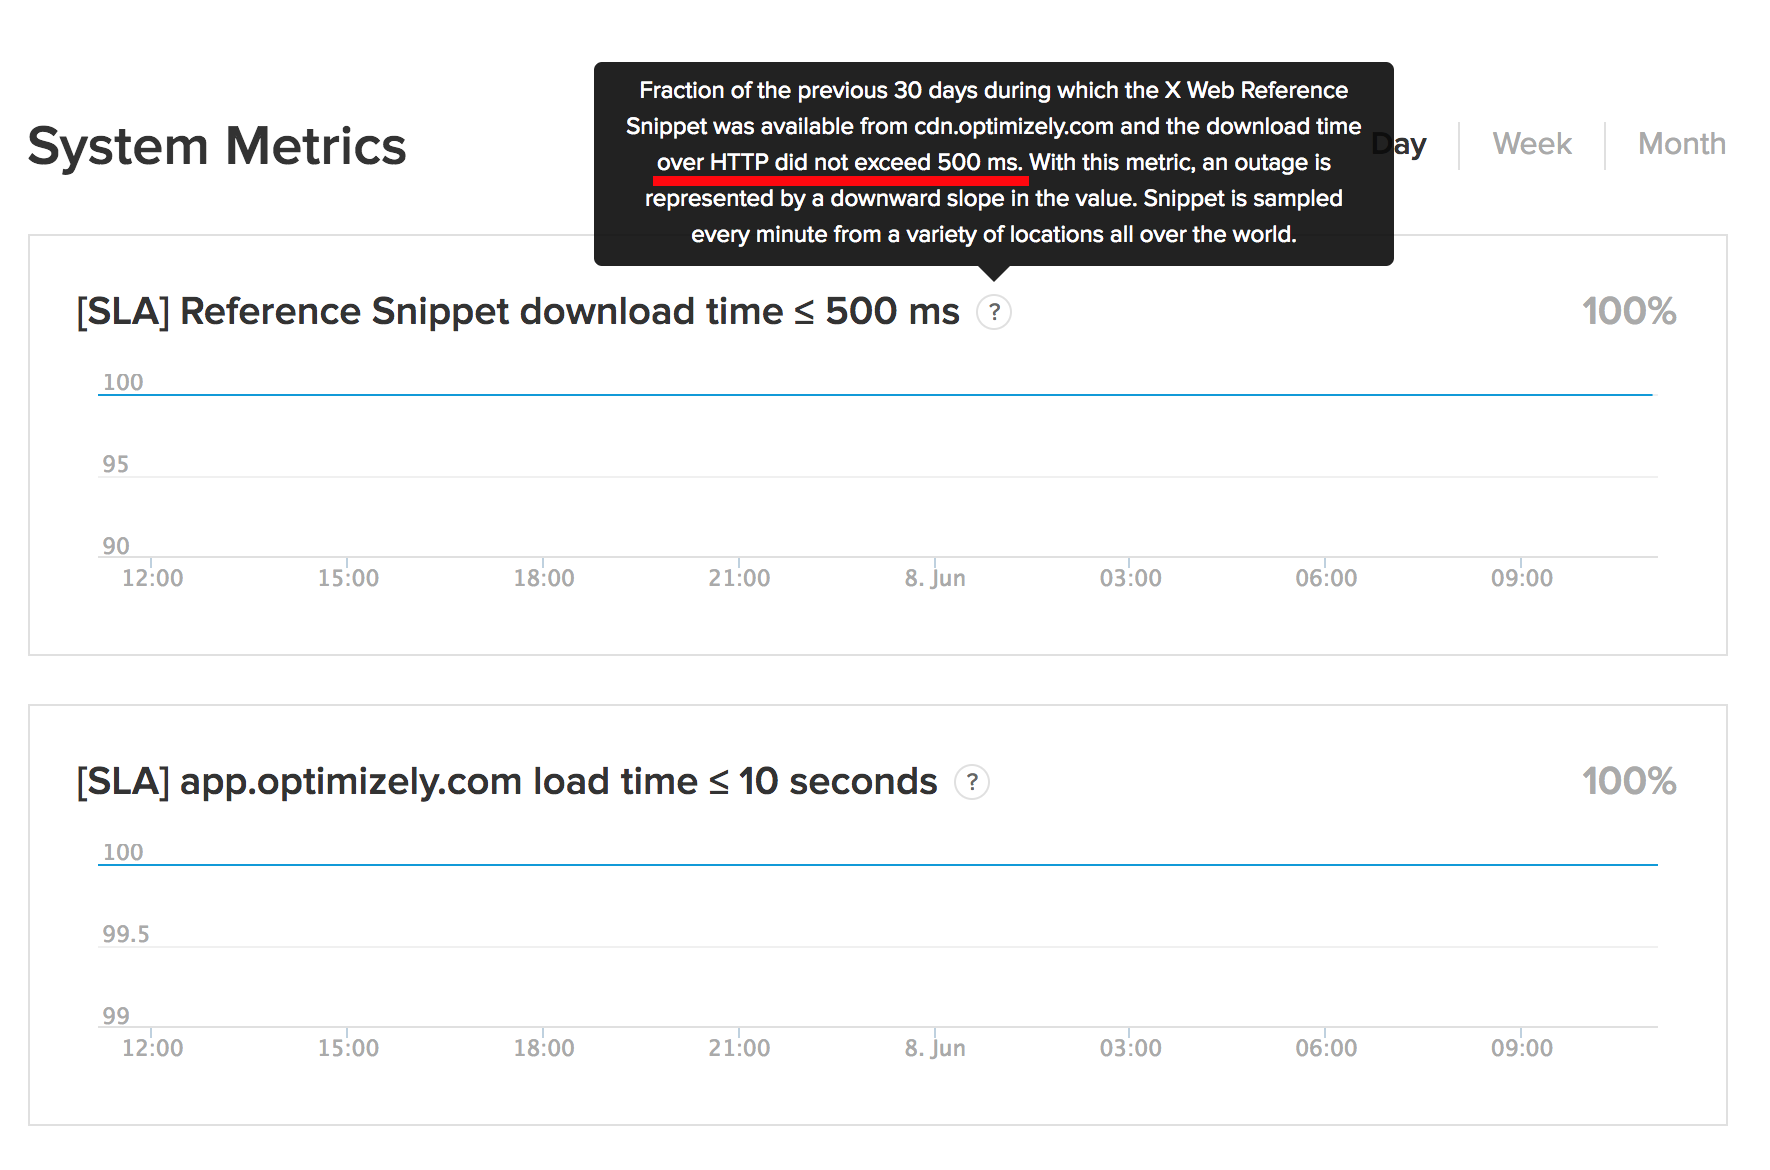 Fraction of the previous 30 days during which the X Web Reference
Snippet was available from cdn.optimizely.com and the download time
over HTTP did not exceed 500 ms. With this metric, an outage is
represented by a downward slope in the value. Snippet is sampled
every minute from a variety of locations all over the world.
System Metrics
Day
Week
Month
[SLA] Reference Snippet download time ≤ 500 ms ?
100%
100
95
90
12:00 15:00 18:00 21:00 8. Jun 03:00 06:00 09:00
[SLA] app.optimizely.com load time ≤ 10 seconds ?
100%
100
99.5
99
12:00 15:00 18:00 21:00 8. Jun 03:00 06:00 09:00